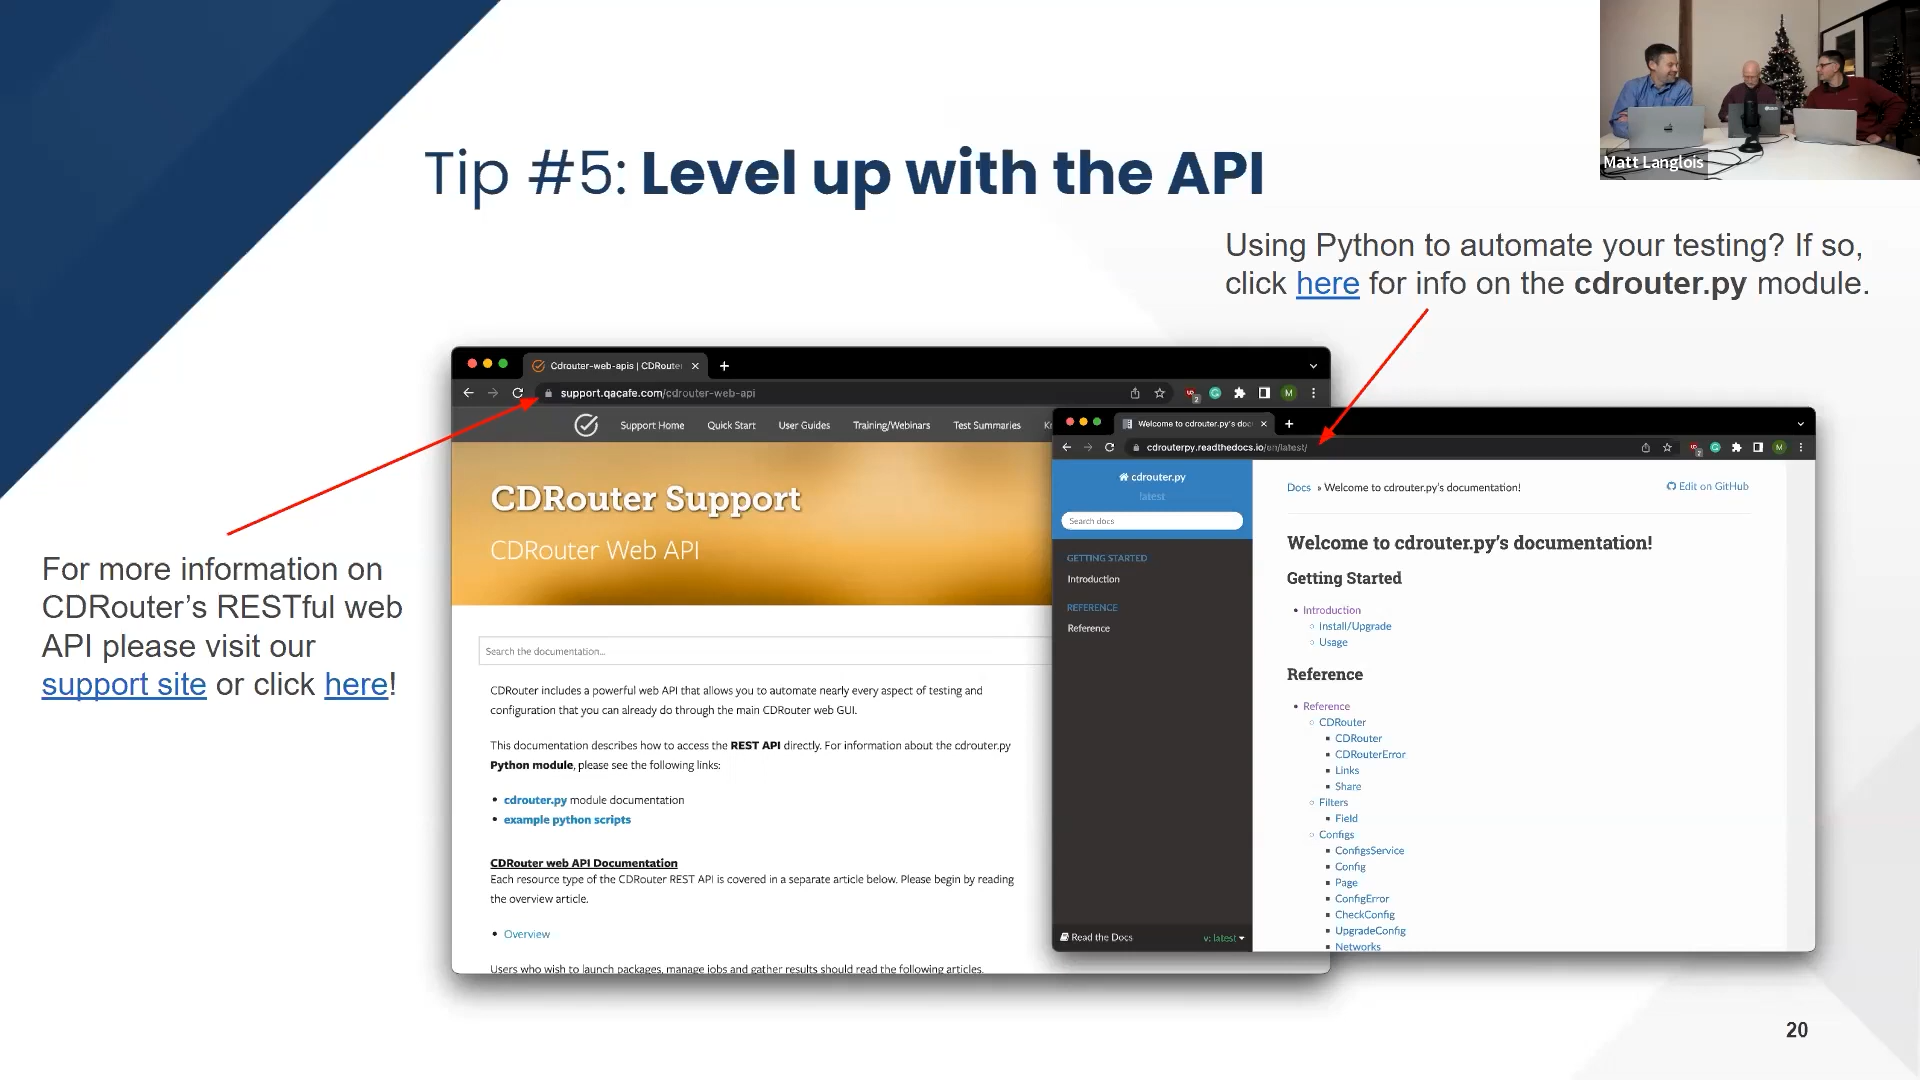 Matt Langlois
Tip #5: Level up with the API
Using Python to automate your testing? If so,
click here for info on the cdrouter.py module.
For more information on
CDRouter’s RESTful web
API please visit our
support site or click here!
Cdrouter-web-apis | CDRoute
support.qacafe.com/cdrouter-web-api
2
M
Support Home Quick Start User Guides Training/Webinars Test Summaries
CDRouter Support
CDRouter Web API
Search the documentation...
CDRouter includes a powerful web API that allows you to automate nearly every aspect of testing and
configuration that you can already do through the main CDRouter web GUI.
This documentation describes how to access the REST API directly. For information about the cdrouter.py
Python module, please see the following links:
• cdrouter.py module documentation
• example python scripts
CDRouter web API Documentation
Each resource type of the CDRouter REST API is covered in a separate article below. Please begin by reading
the overview article.
• Overview
Users who wish to launch packages, manage jobs and gather results should read the following articles.
Welcome to cdrouter.py's doc
cdrouterpy.readthedocs.io/en/latest/
2
M
cdrouter.py
latest
Search docs
GETTING STARTED
Introduction
REFERENCE
Reference
Read the Docs v: latest
Docs » Welcome to cdrouter.py's documentation!
Edit on GitHub
Welcome to cdrouter.py's documentation!
Getting Started
• Introduction
○ Install/Upgrade
○ Usage
Reference
• Reference
○ CDRouter
▪ CDRouter
▪ CDRouterError
▪ Links
▪ Share
○ Filters
▪ Field
○ Configs
▪ ConfigsService
▪ Config
▪ Page
▪ ConfigError
▪ CheckConfig
▪ UpgradeConfig
▪ Networks
20